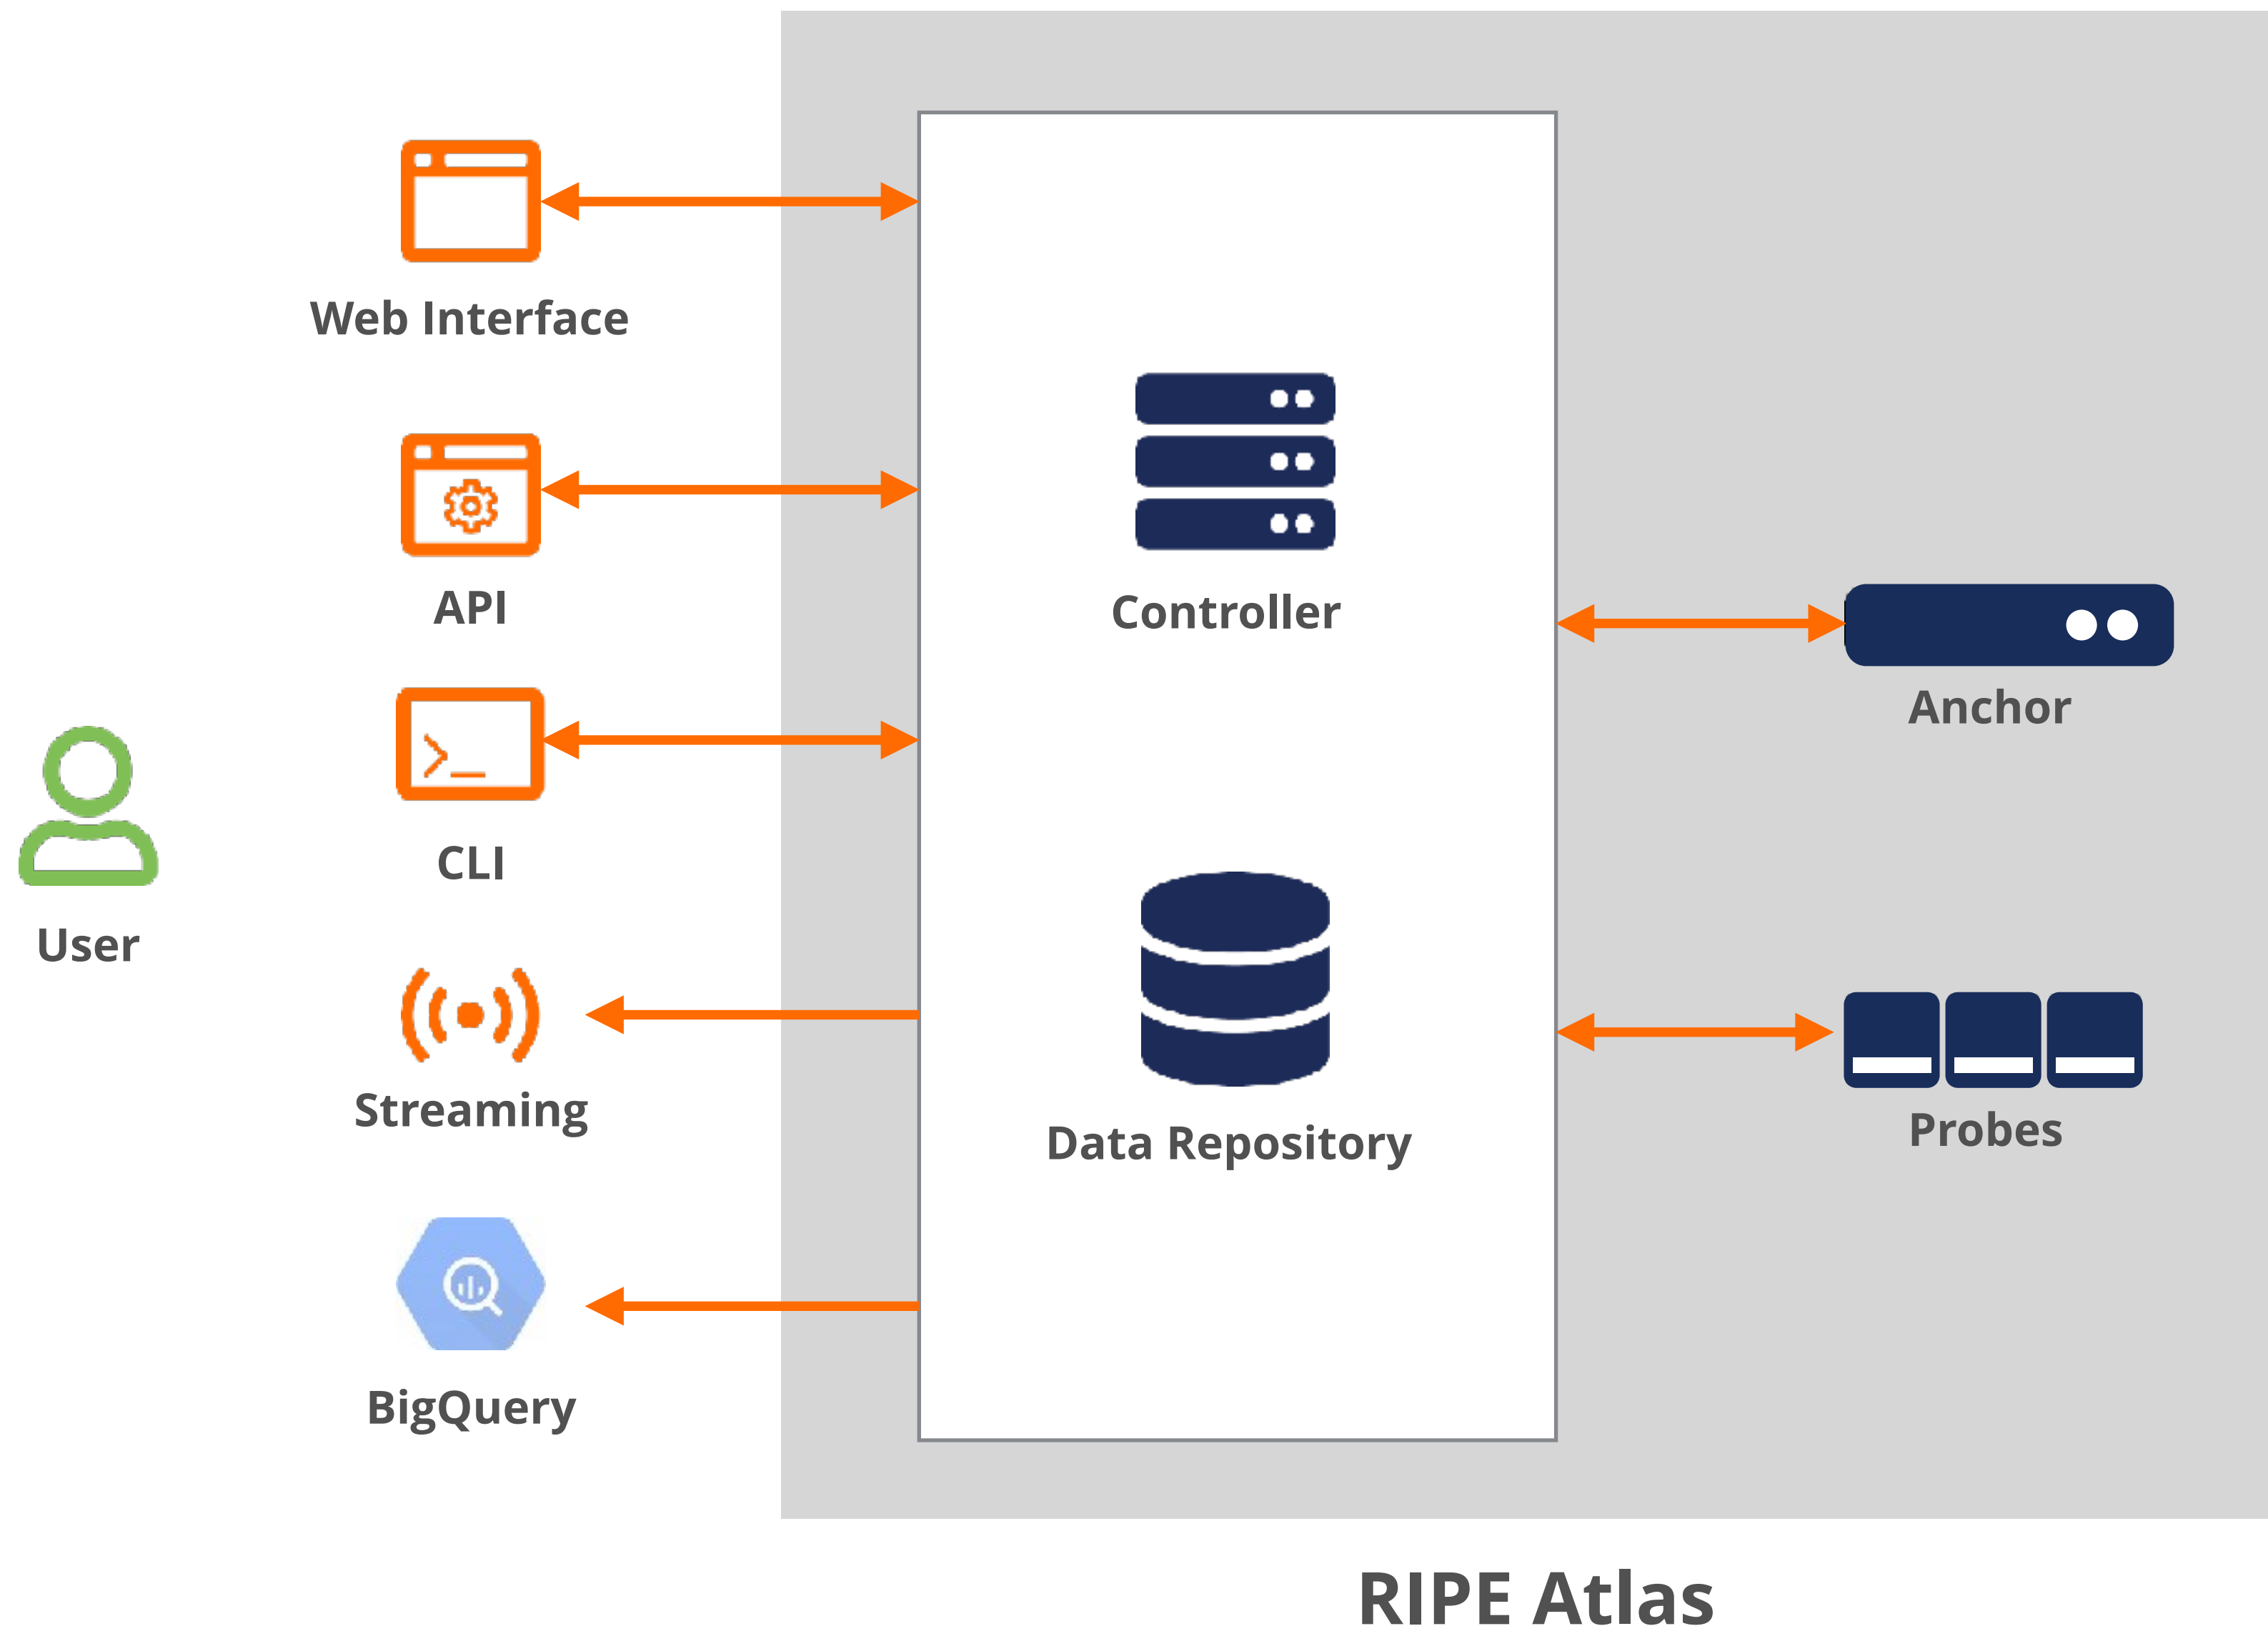 Web Interface
API
Controller
Anchor
CLI
User
Streaming
Data Repository
Probes
BigQuery
RIPE Atlas